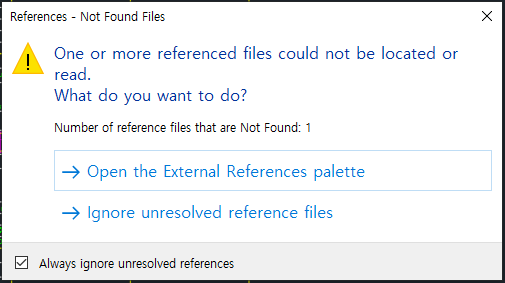 References - Not Found Files
One or more referenced files could not be located or
read.
What do you want to do?
Number of reference files that are Not Found: 1
Open the External References palette
Ignore unresolved reference files
Always ignore unresolved references